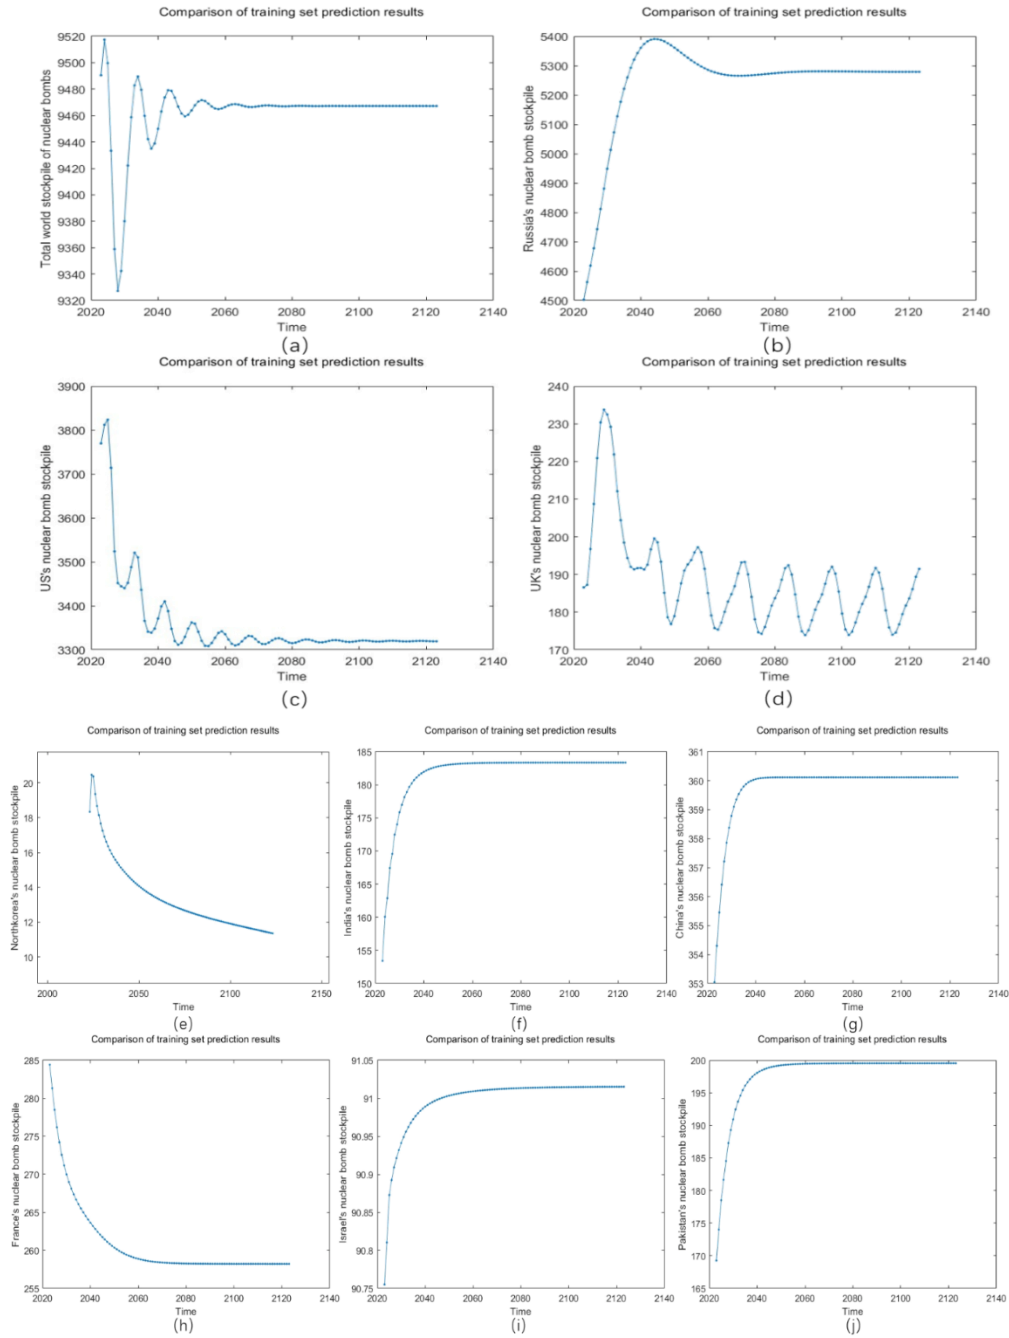 Comparison of training set prediction results
Total world stockpile of nuclear bombs
9520
9500
9480
9460
9440
9420
9400
9380
9360
9340
9320
2020 2040 2060 2080 2100 2120 2140
Time
(a)
Comparison of training set prediction results
Russia's nuclear bomb stockpile
5400
5300
5200
5100
5000
4900
4800
4700
4600
4500
2020 2040 2060 2080 2100 2120 2140
Time
(b)
Comparison of training set prediction results
US's nuclear bomb stockpile
3900
3800
3700
3600
3500
3400
3300
2020 2040 2060 2080 2100 2120 2140
Time
(c)
Comparison of training set prediction results
UK's nuclear bomb stockpile
240
230
220
210
200
190
180
170
2020 2040 2060 2080 2100 2120 2140
Time
(d)
Comparison of training set prediction results
Northkorea's nuclear bomb stockpile
20
18
16
14
12
10
2000 2050 2100 2150
Time
(e)
Comparison of training set prediction results
India's nuclear bomb stockpile
185
180
175
170
165
160
155
150
2020 2040 2060 2080 2100 2120 2140
Time
(f)
Comparison of training set prediction results
China's nuclear bomb stockpile
361
360
359
358
357
356
355
354
353
2020 2040 2060 2080 2100 2120 2140
Time
(g)
Comparison of training set prediction results
France's nuclear bomb stockpile
285
280
275
270
265
260
255
2020 2040 2060 2080 2100 2120 2140
Time
(h)
Comparison of training set prediction results
Israel's nuclear bomb stockpile
91.05
91
90.95
90.9
90.85
90.8
90.75
2020 2040 2060 2080 2100 2120 2140
Time
(i)
Comparison of training set prediction results
Pakistan's nuclear bomb stockpile
200
195
190
185
180
175
170
165
2020 2040 2060 2080 2100 2120 2140
Time
(j)